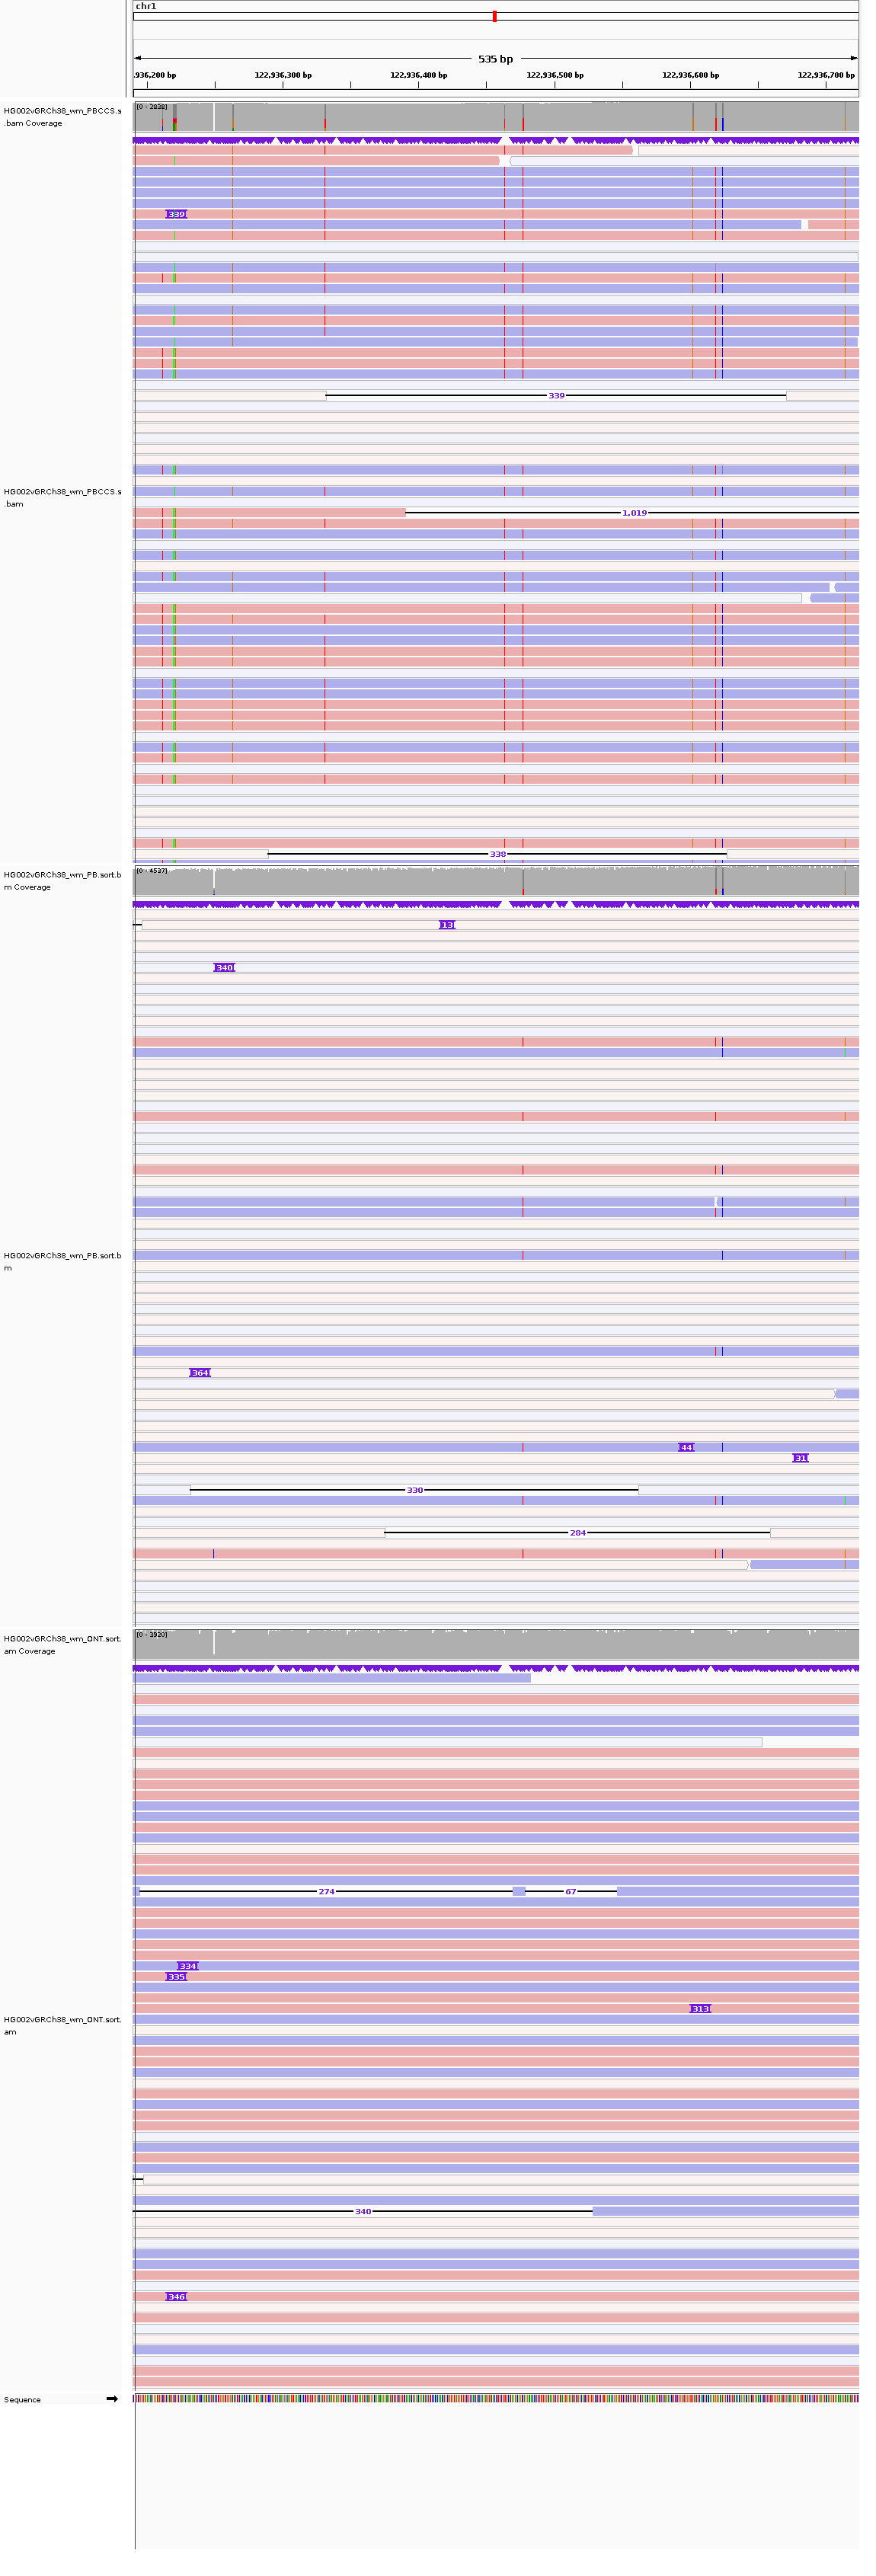 chr1
535 bp
.936,200 bp 122,936,300 bp 122,936,400 bp 122,936,500 bp 122,936,600 bp 122,936,700 bp
HG002vGRCh38_wm_PBCCS.s
.bam Coverage
339
339
HG002vGRCh38_wm_PBCCS.s
.bam
1,019
338
HG002vGRCh38_wm_PB.sort.b
m Coverage
[0 - 4527]
13
340
HG002vGRCh38_wm_PB.sort.b
m
364
44
31
330
284
HG002vGRCh38_wm_ONT.sort.
am Coverage
[0 - 3920]
274 67
334
335
313
HG002vGRCh38_wm_ONT.sort.
am
340
346
Sequence